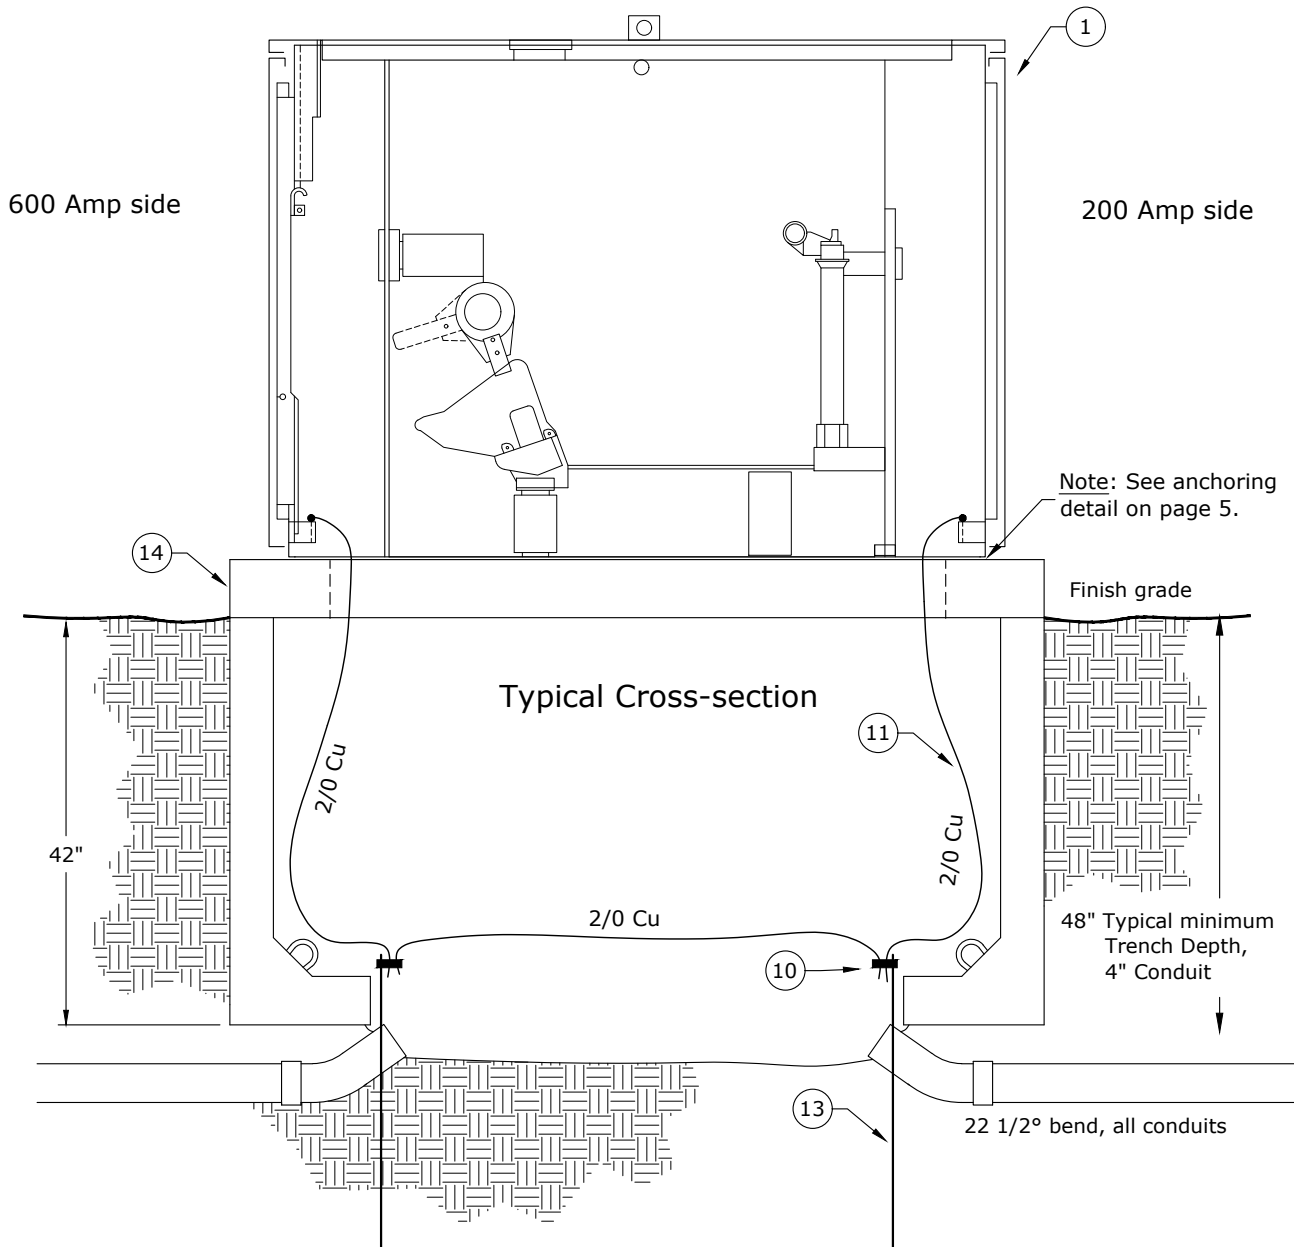 1
600 Amp side
200 Amp side
Note: See anchoring
detail on page 5.
14
Finish grade
Typical Cross-section
11
2/0 Cu
2/0 Cu
42"
2/0 Cu
48" Typical minimum
Trench Depth,
4" Conduit
10
13
22 1/2° bend, all conduits